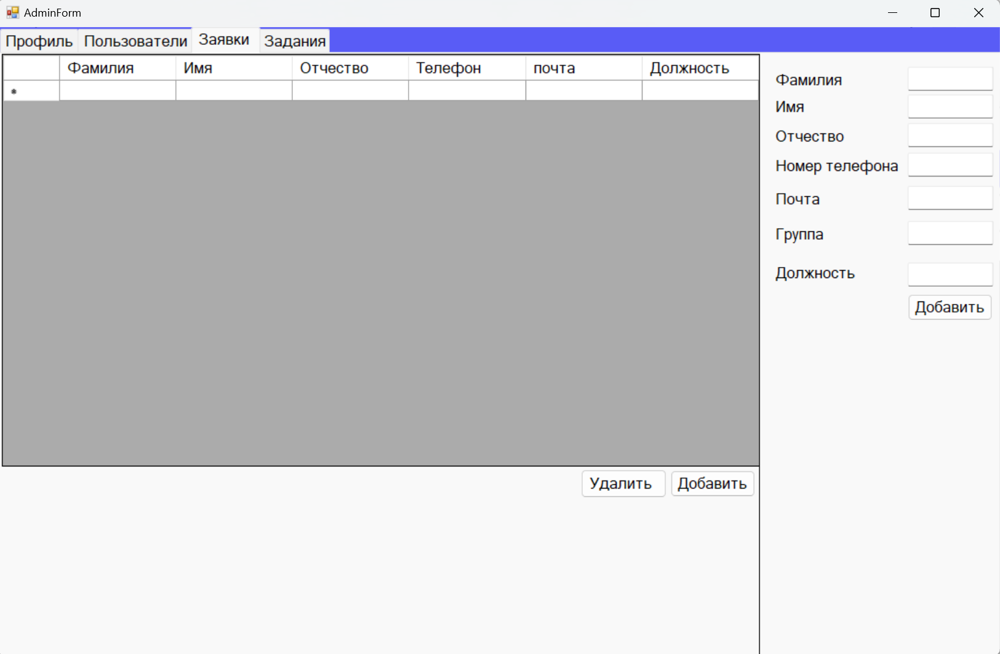 AdminForm
Профиль Пользователи Заявки Задания
Фамилия Имя Отчество Телефон почта Должность
Фамилия
Имя
Отчество
Номер телефона
Почта
Группа
Должность
Добавить
Удалить Добавить